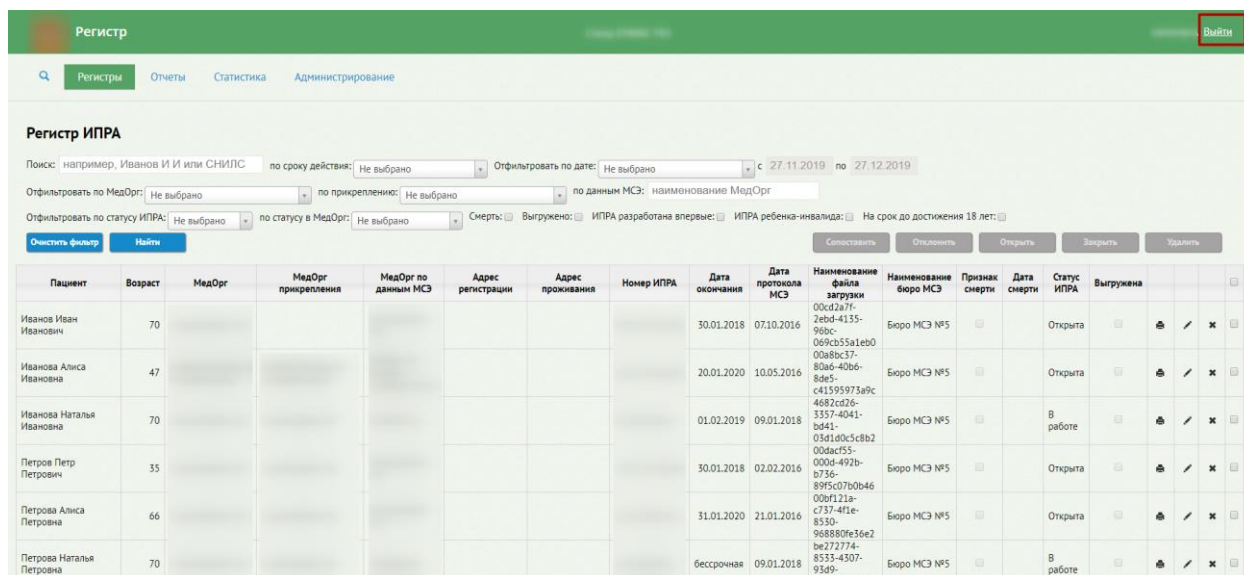 Регистр
Выйти
Регистры Отчеты Статистика Администрирование
Регистр ИПРА
Поиск: например, Иванов И И или СНИЛС по сроку действия: Не выбрано Отфильтровать по дате: Не выбрано с 27.11.2019 по 27.12.2019
Отфильтровать по МедОрг: Не выбрано по прикреплению: Не выбрано по данным МСЭ: наименование МедОрг
Отфильтровать по статусу ИПРА: Не выбрано по статусу в МедОрг: Не выбрано Смерть: Выгружено: ИПРА разработана впервые: ИПРА ребенка-инвалида: На срок до достижения 18 лет:
Очистить фильтр Найти Сопоставить Отклонить Открыть Закрыть Удалить
Пациент Возраст МедОрг МедОрг прикрепления МедОрг по данным МСЭ Адрес регистрации Адрес проживания Номер ИПРА Дата окончания Дата протокола МСЭ Наименование файла загрузки Наименование бюро МСЭ Признак смерти Дата смерти Статус ИПРА Выгружена
Иванов Иван Иванович 70 30.01.2018 07.10.2016 00cd2a7f-2ebd-4135-96bc-069cb55a1eb0 Бюро МСЭ №5 Открыта
Иванова Алиса Ивановна 47 20.01.2020 10.05.2016 00a8bc37-80a6-40b6-8de5-c41595973a9c Бюро МСЭ №5 Открыта
Иванова Наталья Ивановна 70 01.02.2019 09.01.2018 4682cd26-3357-4041-bd41-03d1d0c5c8b2 Бюро МСЭ №5 В работе
Петров Петр Петрович 35 30.01.2018 02.02.2016 00dacf55-000d-492b-b736-89f5c07b0b46 Бюро МСЭ №5 Открыта
Петрова Алиса Петровна 66 31.01.2020 21.01.2016 00bf121a-c737-4f1e-8530-968880fe36e2 Бюро МСЭ №5 Открыта
Петрова Наталья Петровна 70 бессрочная 09.01.2018 be272774-8533-4307-93d9- Бюро МСЭ №5 В работе